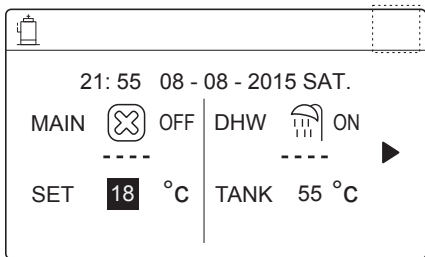 21: 55 08 - 08 - 2015 SAT.
MAIN OFF DHW ON
---- ----
SET 18 °C TANK 55 °C